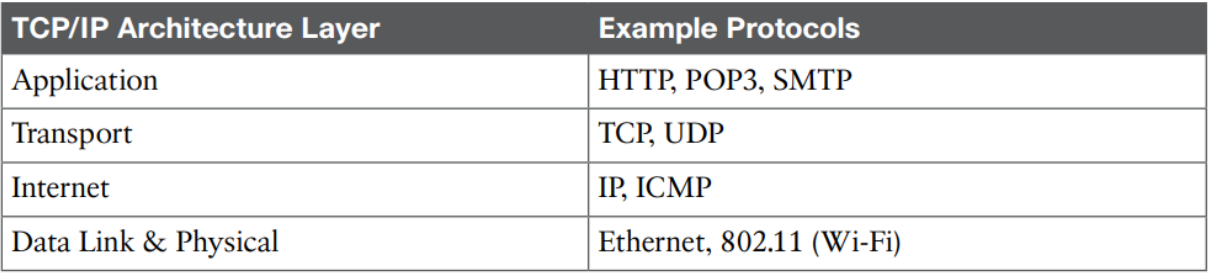 TCP/IP Architecture Layer Example Protocols
Application HTTP, POP3, SMTP
Transport TCP, UDP
Internet IP, ICMP
Data Link & Physical Ethernet, 802.11 (Wi-Fi)